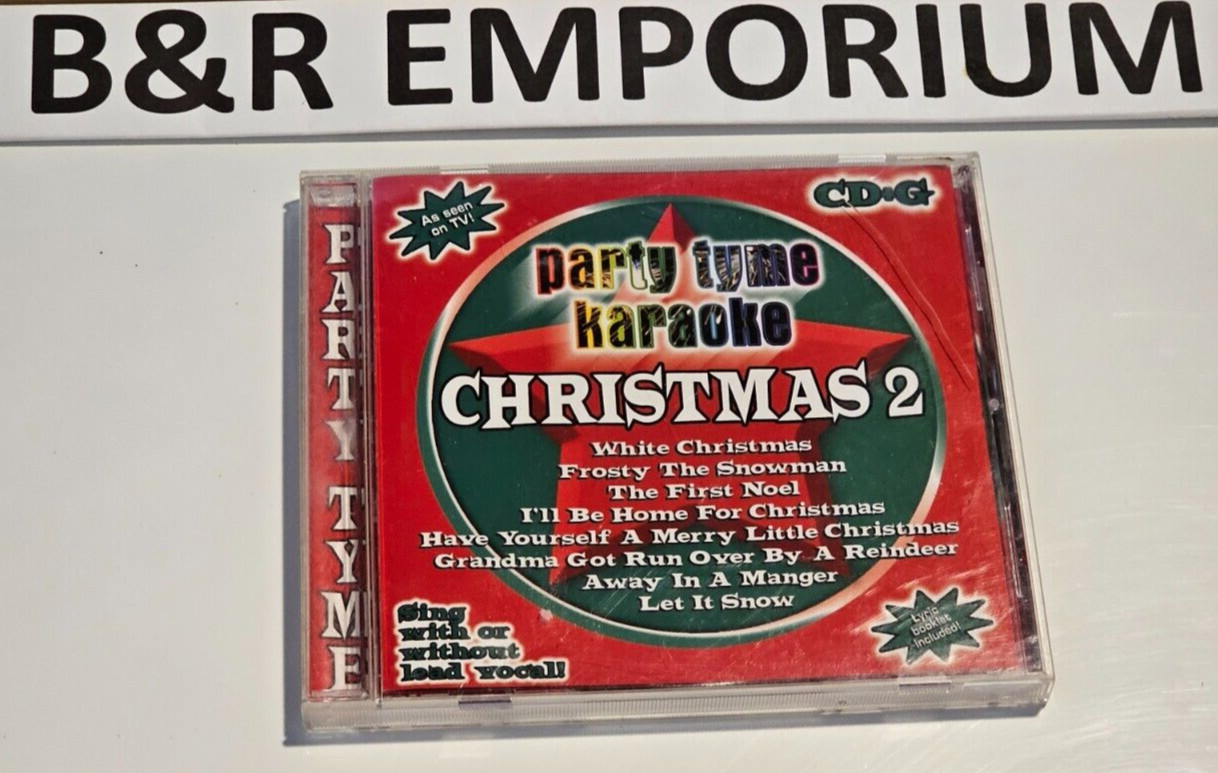 B&R EMPORIUM
PARTY TYME
As seen
on TV!
CD+G
party tyme
karaoke
CHRISTMAS 2
White Christmas
Frosty The Snowman
The First Noel
I'll Be Home For Christmas
Have Yourself A Merry Little Christmas
Grandma Got Run Over By A Reindeer
Away In A Manger
Let It Snow
Sing
with or
without
lead vocal!
Lyric
booklet
included!